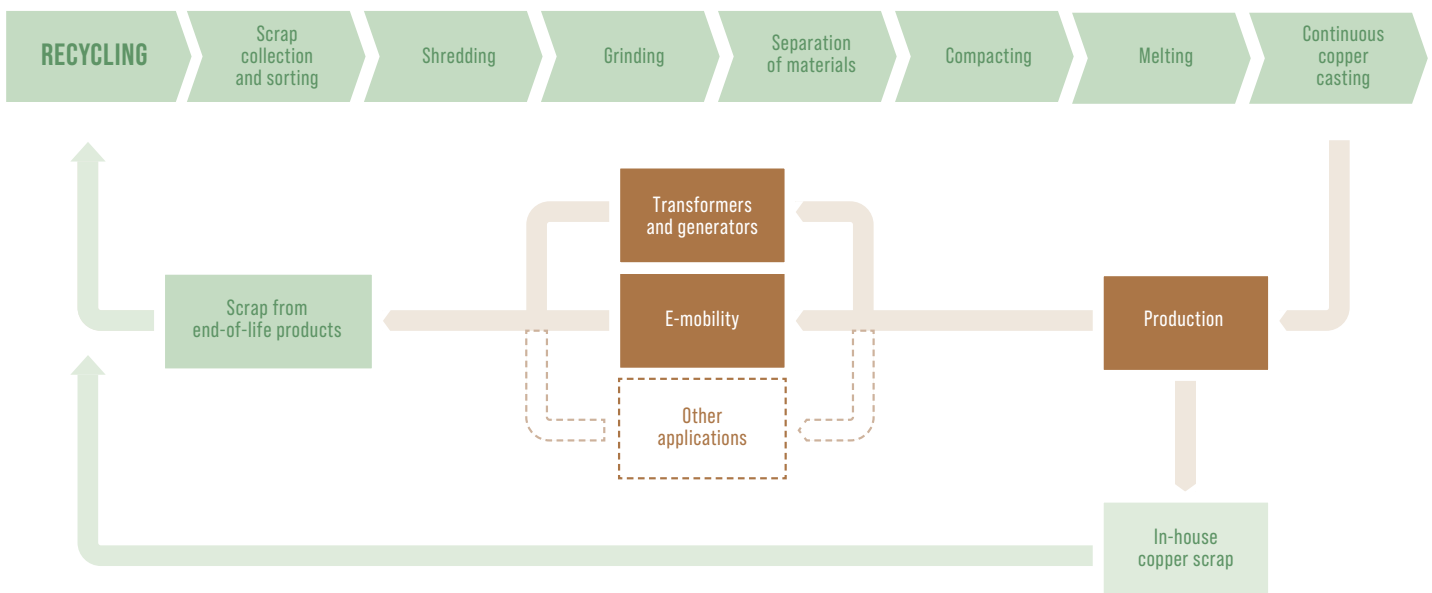 RECYCLING
Scrap
collection
and sorting
Shredding
Grinding
Separation
of materials
Compacting
Melting
Continuous
copper
casting
Transformers
and generators
Scrap from
end-of-life products
E-mobility
Production
Other
applications
In-house
copper scrap